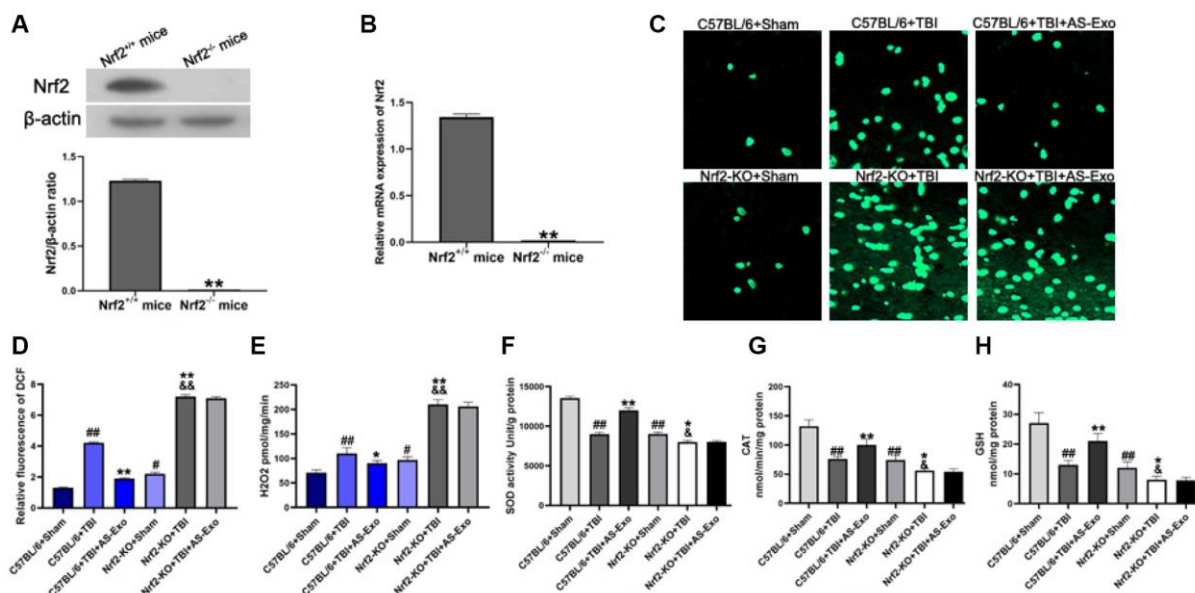 A
Nrf2+/+ mice
Nrf2-/- mice
Nrf2
β-actin
Nrf2/β-actin ratio
1.5
1.0
0.5
0.0
**
Nrf2+/+ mice
Nrf2-/- mice
B
Relative mRNA expression of Nrf2
1.5
1.0
0.5
0.0
**
Nrf2+/+ mice
Nrf2-/- mice
C
C57BL/6+Sham
C57BL/6+TBI
C57BL/6+TBI+AS-Exo
Nrf2-KO+Sham
Nrf2-KO+TBI
Nrf2-KO+TBI+AS-Exo
D
Relative fluorescence of DCF
8
6
4
2
0
##
**
#
**
&&
C57BL/6+Sham
C57BL/6+TBI
C57BL/6+TBI+AS-Exo
Nrf2-KO+Sham
Nrf2-KO+TBI
Nrf2-KO+TBI+AS-Exo
E
H2O2 pmol/mg/min
250
200
150
100
50
0
##
*
#
**
&&
C57BL/6+Sham
C57BL/6+TBI
C57BL/6+TBI+AS-Exo
Nrf2-KO+Sham
Nrf2-KO+TBI
Nrf2-KO+TBI+AS-Exo
F
SOD activity Unit/g protein
15000
10000
5000
0
##
**
##
*
&
C57BL/6+Sham
C57BL/6+TBI
C57BL/6+TBI+AS-Exo
Nrf2-KO+Sham
Nrf2-KO+TBI
Nrf2-KO+TBI+AS-Exo
G
CAT
nmol/min/mg protein
200
150
100
50
0
##
**
##
*
&
C57BL/6+Sham
C57BL/6+TBI
C57BL/6+TBI+AS-Exo
Nrf2-KO+Sham
Nrf2-KO+TBI
Nrf2-KO+TBI+AS-Exo
H
GSH
nmol/mg protein
40
30
20
10
0
##
**
##
*
&
C57BL/6+Sham
C57BL/6+TBI
C57BL/6+TBI+AS-Exo
Nrf2-KO+Sham
Nrf2-KO+TBI
Nrf2-KO+TBI+AS-Exo